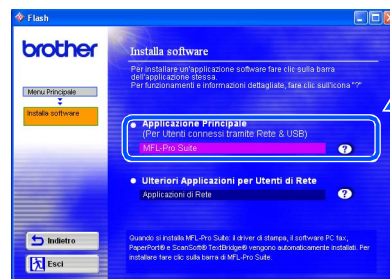 Flash
brother
Installa software
Per installare un'applicazione software fare clic sulla barra
dell'applicazione stessa.
Per funzionamenti e informazioni dettagliate, fare clic sull'icona "?"
Menu Principale
Installa software
Applicazione Principale
(Per Utenti connessi tramite Rete & USB)
MFL-Pro Suite
?
Ulteriori Applicazioni per Utenti di Rete
Applicazioni di Rete
?
Indietro
Esci
Quando si installa MFL-Pro Suite: il driver di stampa, il software PC fax,
PaperPort® e ScanSoft® TextBridge® vengono automaticamente installati. Per
installare fare clic sulla barra di MFL-Pro Suite.